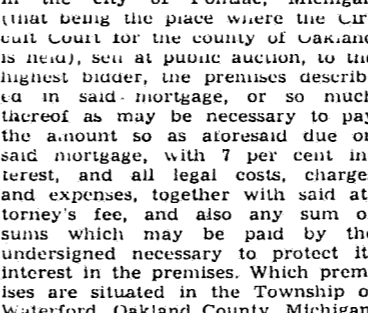 in the city of Pontiac, Michigan
(that being the place where the Cir
cuit Court for the county of Oakland
is held), sell at public auction, to the
highest bidder, the premises describ
ed in said mortgage, or so much
thereof as may be necessary to pay
the amount so as aforesaid due on
said mortgage, with 7 per cent in
terest, and all legal costs, charges
and expenses, together with said at
torney's fee, and also any sum or
sums which may be paid by the
undersigned necessary to protect its
interest in the premises. Which prem
ises are situated in the Township of
Waterford, Oakland County, Michigan